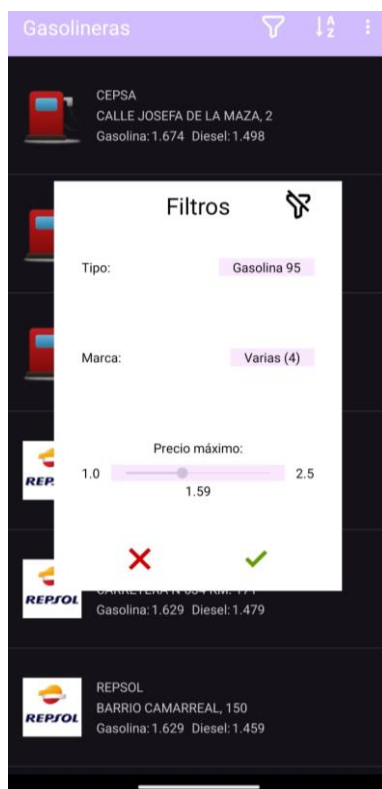 Gasolineras
CEPSA
CALLE JOSEFA DE LA MAZA, 2
Gasolina: 1.674 Diesel: 1.498
Filtros
Tipo:
Gasolina 95
Marca:
Varias (4)
Precio máximo:
1.0
2.5
1.59
REPSOL
Gasolina: 1.629 Diesel: 1.479
REPSOL
BARRIO CAMARREAL, 150
REPSOL
Gasolina: 1.629 Diesel: 1.459